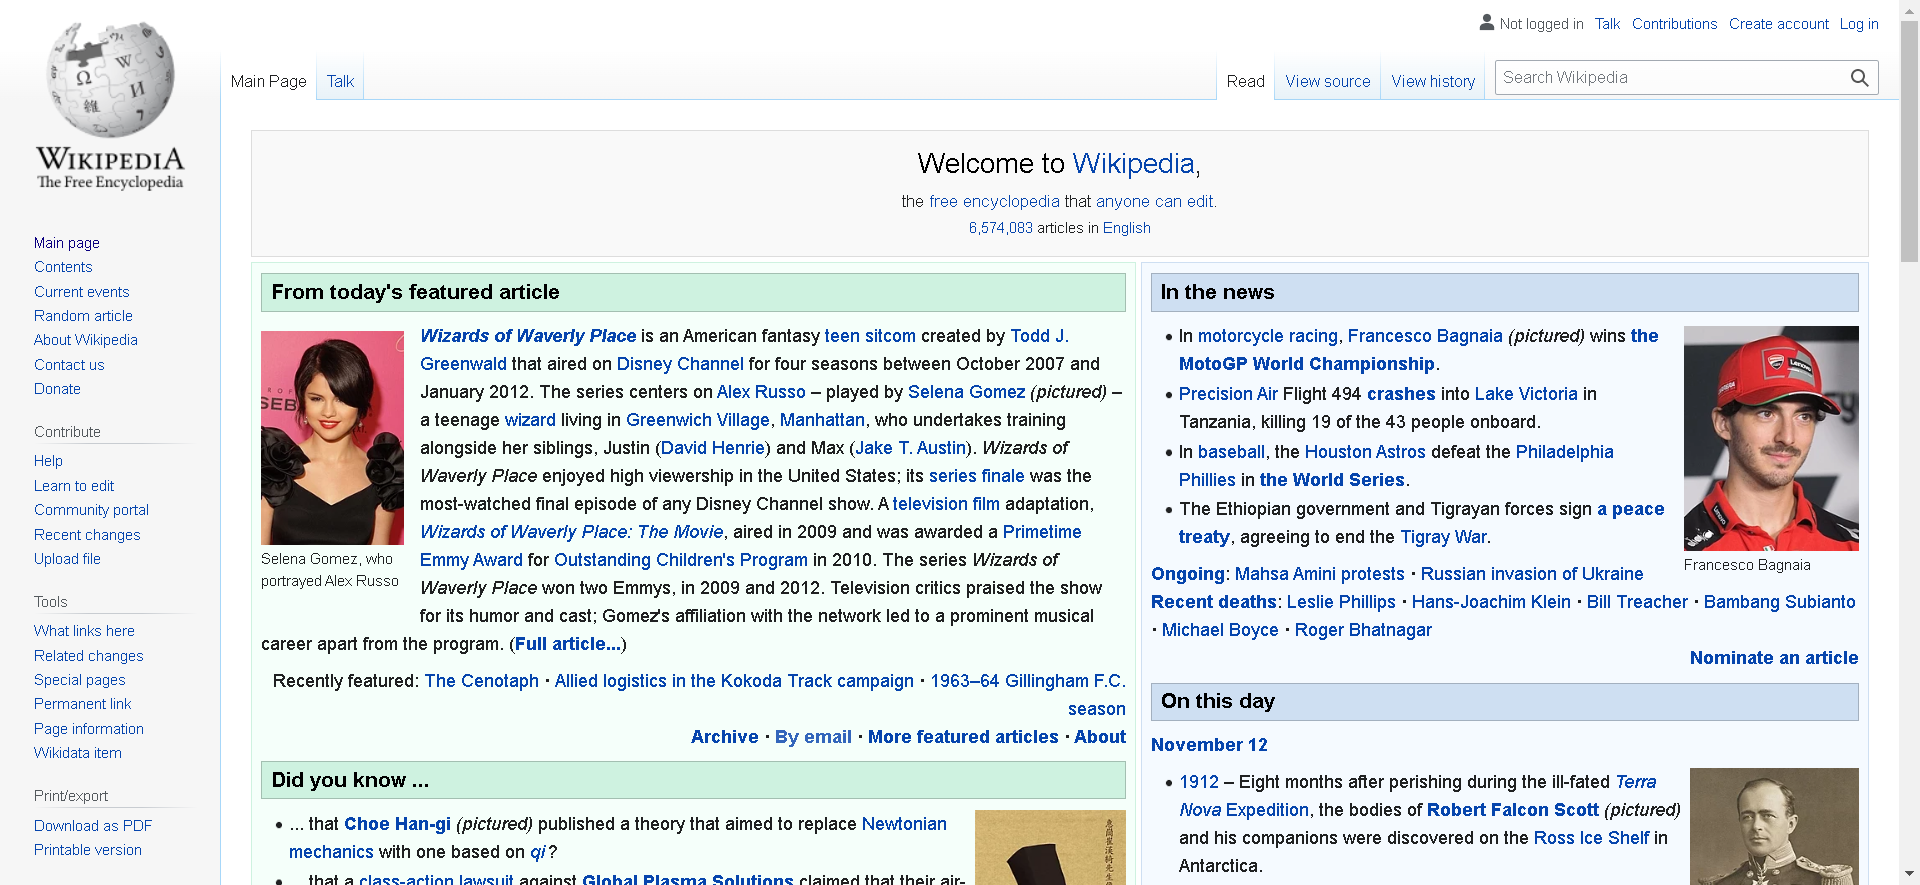 Not logged in Talk Contributions Create account Log in
Main Page Talk
Read View source View history
Search Wikipedia
WIKIPEDIA
The Free Encyclopedia
Main page
Contents
Current events
Random article
About Wikipedia
Contact us
Donate
Contribute
Help
Learn to edit
Community portal
Recent changes
Upload file
Tools
What links here
Related changes
Special pages
Permanent link
Page information
Wikidata item
Print/export
Download as PDF
Printable version
Welcome to Wikipedia,
the free encyclopedia that anyone can edit.
6,574,083 articles in English
From today's featured article
Wizards of Waverly Place is an American fantasy teen sitcom created by Todd J.
Greenwald that aired on Disney Channel for four seasons between October 2007 and
January 2012. The series centers on Alex Russo – played by Selena Gomez (pictured) –
a teenage wizard living in Greenwich Village, Manhattan, who undertakes training
alongside her siblings, Justin (David Henrie) and Max (Jake T. Austin). Wizards of
Waverly Place enjoyed high viewership in the United States; its series finale was the
most-watched final episode of any Disney Channel show. A television film adaptation,
Wizards of Waverly Place: The Movie, aired in 2009 and was awarded a Primetime
Emmy Award for Outstanding Children's Program in 2010. The series Wizards of
Waverly Place won two Emmys, in 2009 and 2012. Television critics praised the show
for its humor and cast; Gomez's affiliation with the network led to a prominent musical
career apart from the program. (Full article...)
Selena Gomez, who
portrayed Alex Russo
Recently featured: The Cenotaph · Allied logistics in the Kokoda Track campaign · 1963–64 Gillingham F.C.
season
Archive · By email · More featured articles · About
Did you know ...
• ... that Choe Han-gi (pictured) published a theory that aimed to replace Newtonian
mechanics with one based on qi?
• ... that a class-action lawsuit against Global Plasma Solutions claimed that their air-
In the news
• In motorcycle racing, Francesco Bagnaia (pictured) wins the
MotoGP World Championship.
• Precision Air Flight 494 crashes into Lake Victoria in
Tanzania, killing 19 of the 43 people onboard.
• In baseball, the Houston Astros defeat the Philadelphia
Phillies in the World Series.
• The Ethiopian government and Tigrayan forces sign a peace
treaty, agreeing to end the Tigray War.
Francesco Bagnaia
Ongoing: Mahsa Amini protests · Russian invasion of Ukraine
Recent deaths: Leslie Phillips · Hans-Joachim Klein · Bill Treacher · Bambang Subianto
· Michael Boyce · Roger Bhatnagar
Nominate an article
On this day
November 12
• 1912 – Eight months after perishing during the ill-fated Terra
Nova Expedition, the bodies of Robert Falcon Scott (pictured)
and his companions were discovered on the Ross Ice Shelf in
Antarctica.